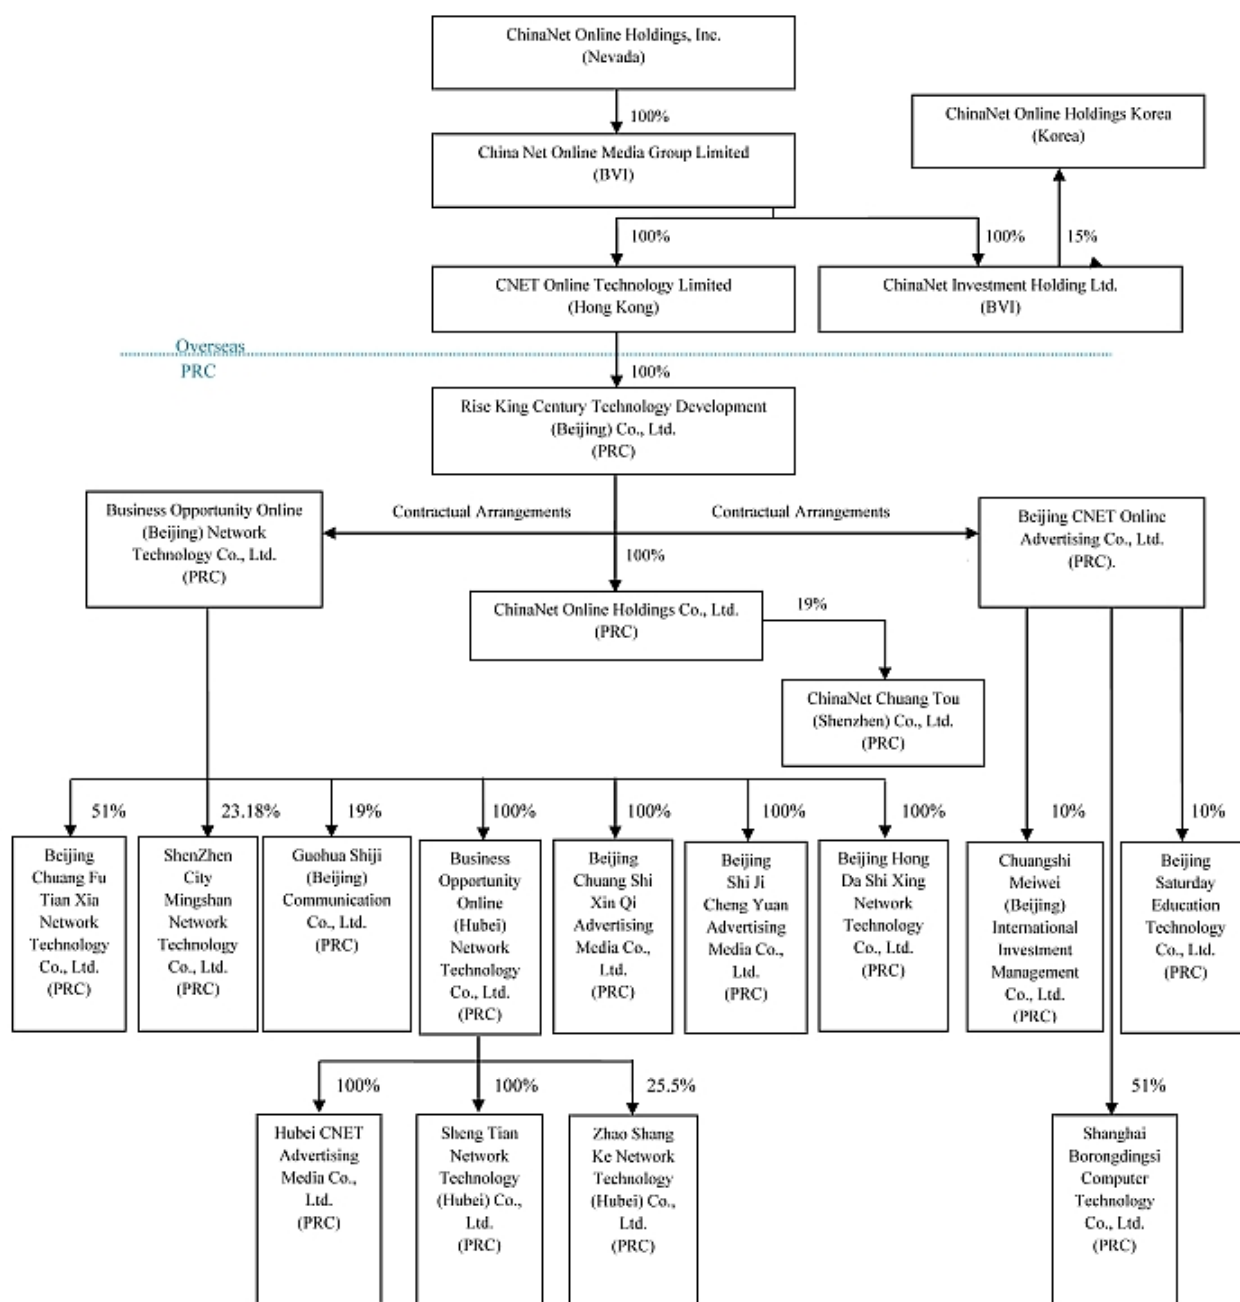 ChinaNet Online Holdings, Inc.
(Nevada)
100%
ChinaNet Online Holdings Korea
(Korea)
China Net Online Media Group Limited
(BVI)
100%
100%
15%
CNET Online Technology Limited
(Hong Kong)
ChinaNet Investment Holding Ltd.
(BVI)
Overseas
PRC
100%
Rise King Century Technology Development
(Beijing) Co., Ltd.
(PRC)
Business Opportunity Online
(Beijing) Network
Technology Co., Ltd.
(PRC)
Contractual Arrangements
Contractual Arrangements
Beijing CNET Online
Advertising Co., Ltd.
(PRC).
100%
ChinaNet Online Holdings Co., Ltd.
(PRC)
19%
ChinaNet Chuang Tou
(Shenzhen) Co., Ltd.
(PRC)
51%
23.18%
19%
100%
100%
100%
100%
10%
10%
Beijing
Chuang Fu
Tian Xia
Network
Technology
Co., Ltd.
(PRC)
ShenZhen
City
Mingshan
Network
Technology
Co., Ltd.
(PRC)
Guohua Shiji
(Beijing)
Communication
Co., Ltd.
(PRC)
Business
Opportunity
Online
(Hubei)
Network
Technology
Co., Ltd.
(PRC)
Beijing
Chuang Shi
Xin Qi
Advertising
Media Co.,
Ltd.
(PRC)
Beijing
Shi Ji
Cheng Yuan
Advertising
Media Co.,
Ltd.
(PRC)
Beijing Hong
Da Shi Xing
Network
Technology
Co., Ltd.
(PRC)
Chuangshi
Meiwei
(Beijing)
International
Investment
Management
Co., Ltd.
(PRC)
Beijing
Saturday
Education
Technology
Co., Ltd.
(PRC)
100%
100%
25.5%
51%
Hubei CNET
Advertising
Media Co.,
Ltd.
(PRC)
Sheng Tian
Network
Technology
(Hubei) Co.,
Ltd.
(PRC)
Zhao Shang
Ke Network
Technology
(Hubei) Co.,
Ltd.
(PRC)
Shanghai
Borongdingsi
Computer
Technology
Co., Ltd.
(PRC)